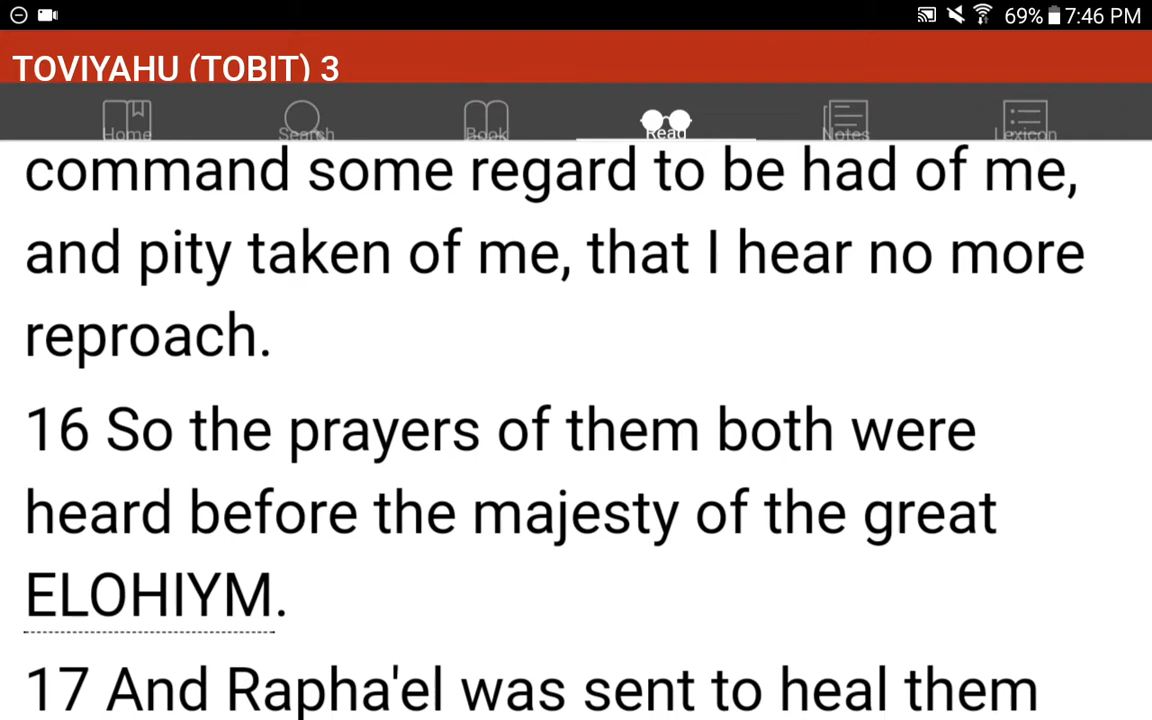 69% 7:46 PM
TOVIYAHU (TOBIT) 3
Home Search Book Read Notes Lexicon
command some regard to be had of me,
and pity taken of me, that I hear no more
reproach.
16 So the prayers of them both were
heard before the majesty of the great
ELOHIYM.
17 And Rapha'el was sent to heal them